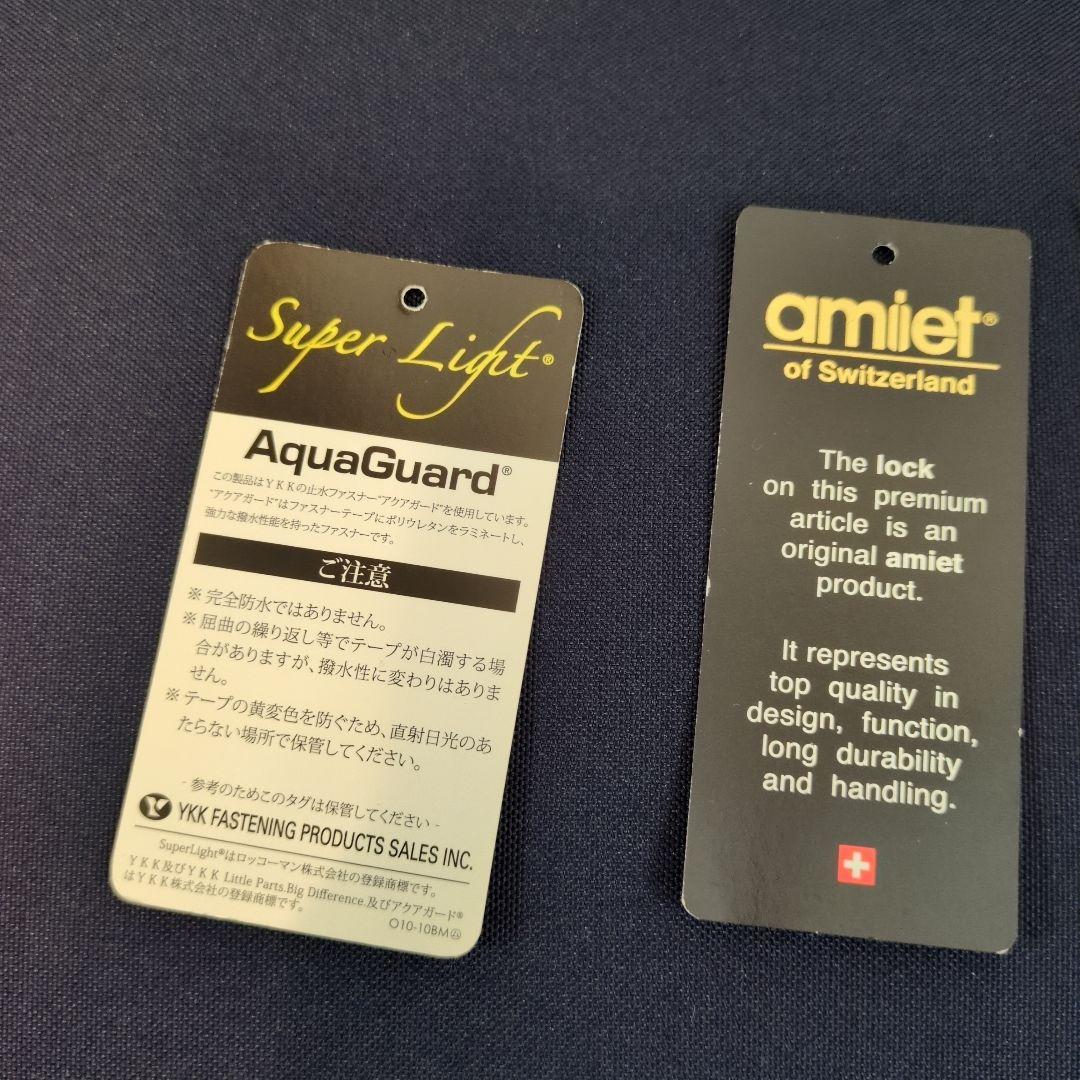 Super Light®
AquaGuard®
この製品はYKKの止水ファスナー"アクアガード"を使用しています。
"アクアガード"はファスナーテープにポリウレタンをラミネートし、
強力な撥水性能を持ったファスナーです。
ご注意
※完全防水ではありません。
※屈曲の繰り返し等でテープが白濁する場
合がありますが、撥水性に変わりはありま
せん。
※テープの黄変色を防ぐため、直射日光のあ
たらない場所で保管してください。
- 参考のためこのタグは保管してください -
YKK FASTENING PRODUCTS SALES INC.
SuperLight®はロッコーマン株式会社の登録商標です。
YKK及びYKK Little Parts.Big Difference.及びアクアガード®
はYKK株式会社の登録商標です。
O10-10BM㋰
amiet®
of Switzerland
The lock
on this premium
article is an
original amiet
product.
It represents
top quality in
design, function,
long durability
and handling.